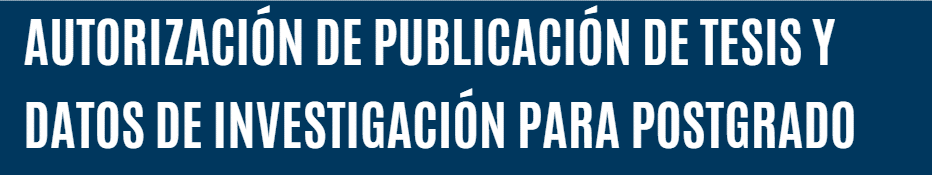 AUTORIZACIÓN DE PUBLICACIÓN DE TESIS Y
DATOS DE INVESTIGACIÓN PARA POSTGRADO